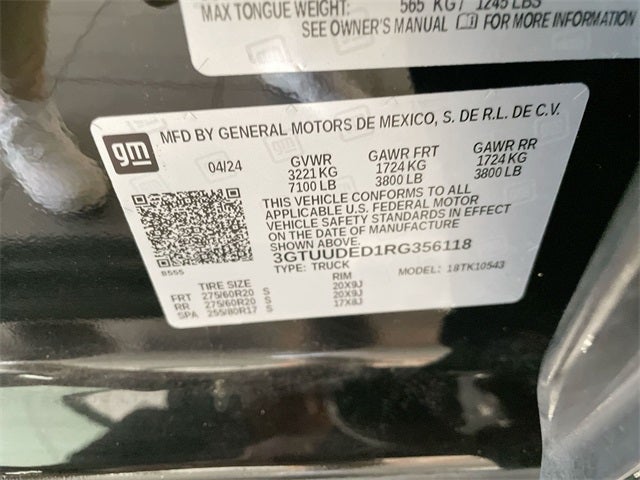 MAX TONGUE WEIGHT: 565 KG / 1245 LBS
SEE OWNER'S MANUAL FOR MORE INFORMATION
gm
MFD BY GENERAL MOTORS DE MEXICO, S. DE R.L. DE C.V.
04/24 GVWR GAWR FRT GAWR RR
3221 KG 1724 KG 1724 KG
7100 LB 3800 LB 3800 LB
THIS VEHICLE CONFORMS TO ALL
APPLICABLE U.S. FEDERAL MOTOR
VEHICLE SAFETY STANDARDS IN EFFECT
ON THE DATE OF MANUFACTURE
SHOWN ABOVE.
3GTUUDED1RG356118
B555 TYPE: TRUCK MODEL: 18TK10543
TIRE SIZE RIM
FRT 275/60R20 S 20X9J
RR 275/60R20 S 20X9J
SPA 255/80R17 S 17X8J